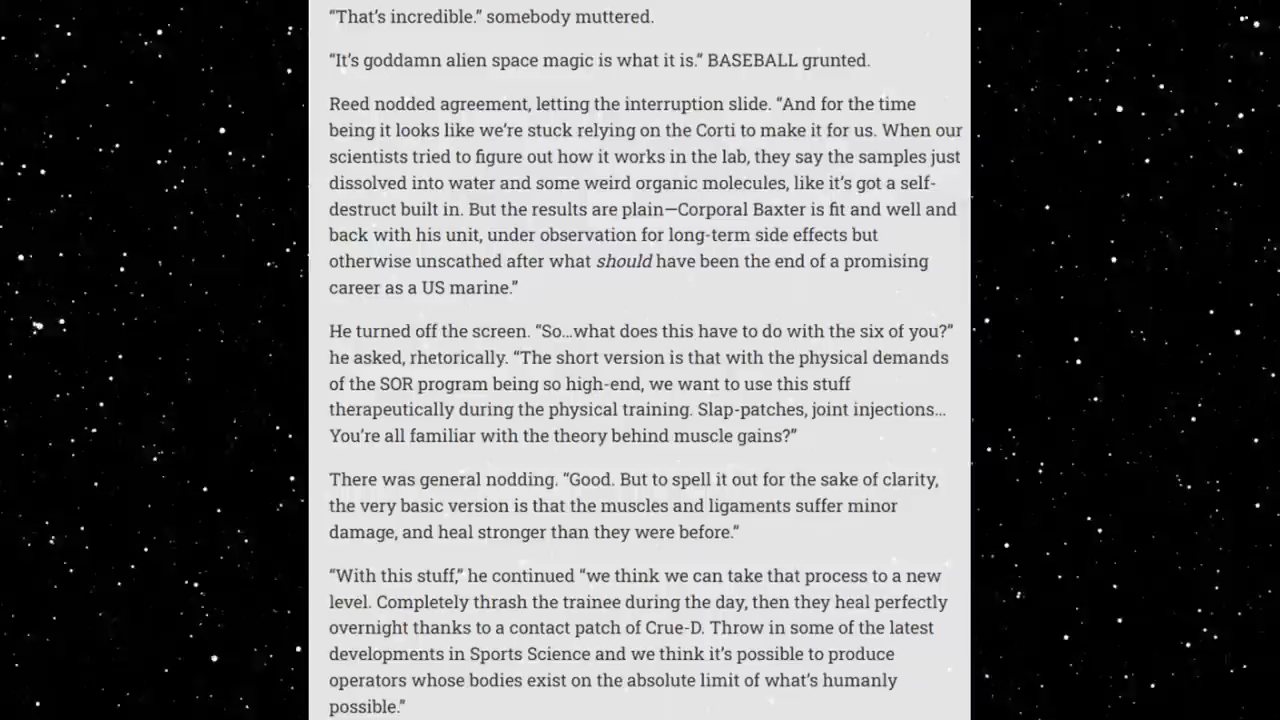 “That’s incredible.” somebody muttered.
“It’s goddamn alien space magic is what it is.” BASEBALL grunted.
Reed nodded agreement, letting the interruption slide. “And for the time
being it looks like we’re stuck relying on the Corti to make it for us. When our
scientists tried to figure out how it works in the lab, they say the samples just
dissolved into water and some weird organic molecules, like it’s got a self-
destruct built in. But the results are plain—Corporal Baxter is fit and well and
back with his unit, under observation for long-term side effects but
otherwise unscathed after what should have been the end of a promising
career as a US marine.”
He turned off the screen. “So…what does this have to do with the six of you?”
he asked, rhetorically. “The short version is that with the physical demands
of the SOR program being so high-end, we want to use this stuff
therapeutically during the physical training. Slap-patches, joint injections…
You’re all familiar with the theory behind muscle gains?”
There was general nodding. “Good. But to spell it out for the sake of clarity,
the very basic version is that the muscles and ligaments suffer minor
damage, and heal stronger than they were before.”
“With this stuff,” he continued “we think we can take that process to a new
level. Completely thrash the trainee during the day, then they heal perfectly
overnight thanks to a contact patch of Crue-D. Throw in some of the latest
developments in Sports Science and we think it’s possible to produce
operators whose bodies exist on the absolute limit of what’s humanly
possible.”